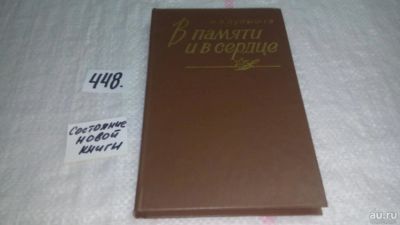 В памяти
и в сердце
448.
состояние
новой
книги
au.ru